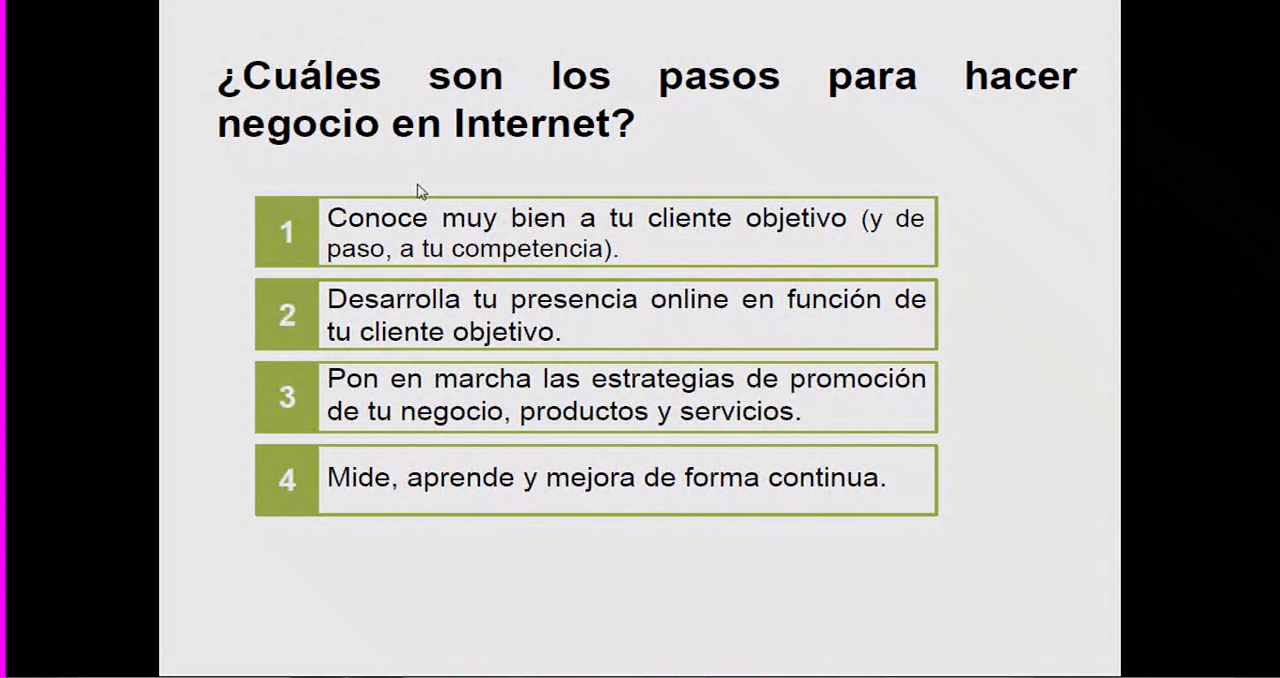 ¿Cuáles son los pasos para hacer
negocio en Internet?
1
Conoce muy bien a tu cliente objetivo (y de
paso, a tu competencia).
2
Desarrolla tu presencia online en función de
tu cliente objetivo.
3
Pon en marcha las estrategias de promoción
de tu negocio, productos y servicios.
4
Mide, aprende y mejora de forma continua.